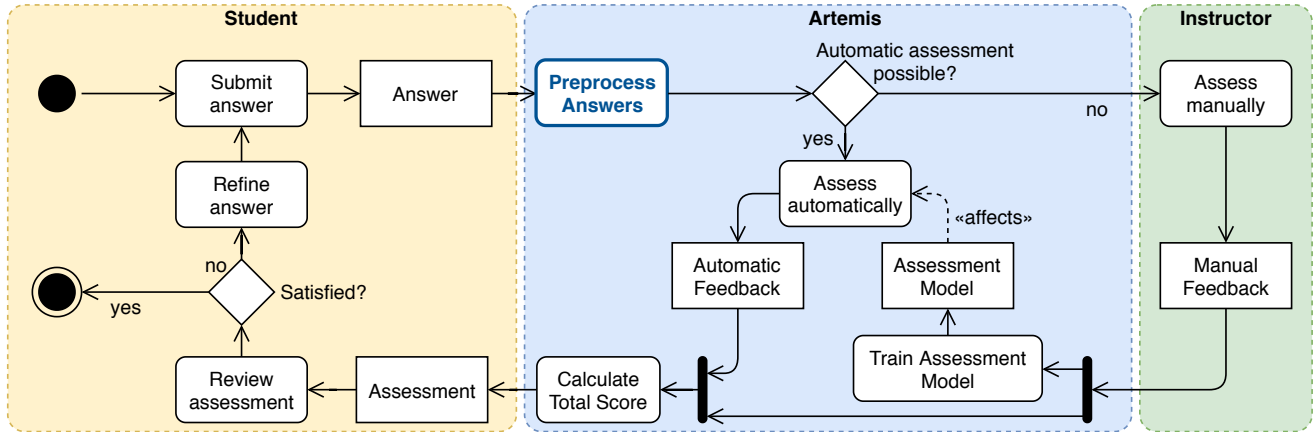 Student
Artemis
Instructor
Submit
answer
Answer
Preprocess
Answers
Automatic assessment
possible?
no
yes
Assess
manually
Refine
answer
Assess
automatically
«affects»
no
Satisfied?
yes
Automatic
Feedback
Assessment
Model
Manual
Feedback
Review
assessment
Assessment
Calculate
Total Score
Train Assessment
Model